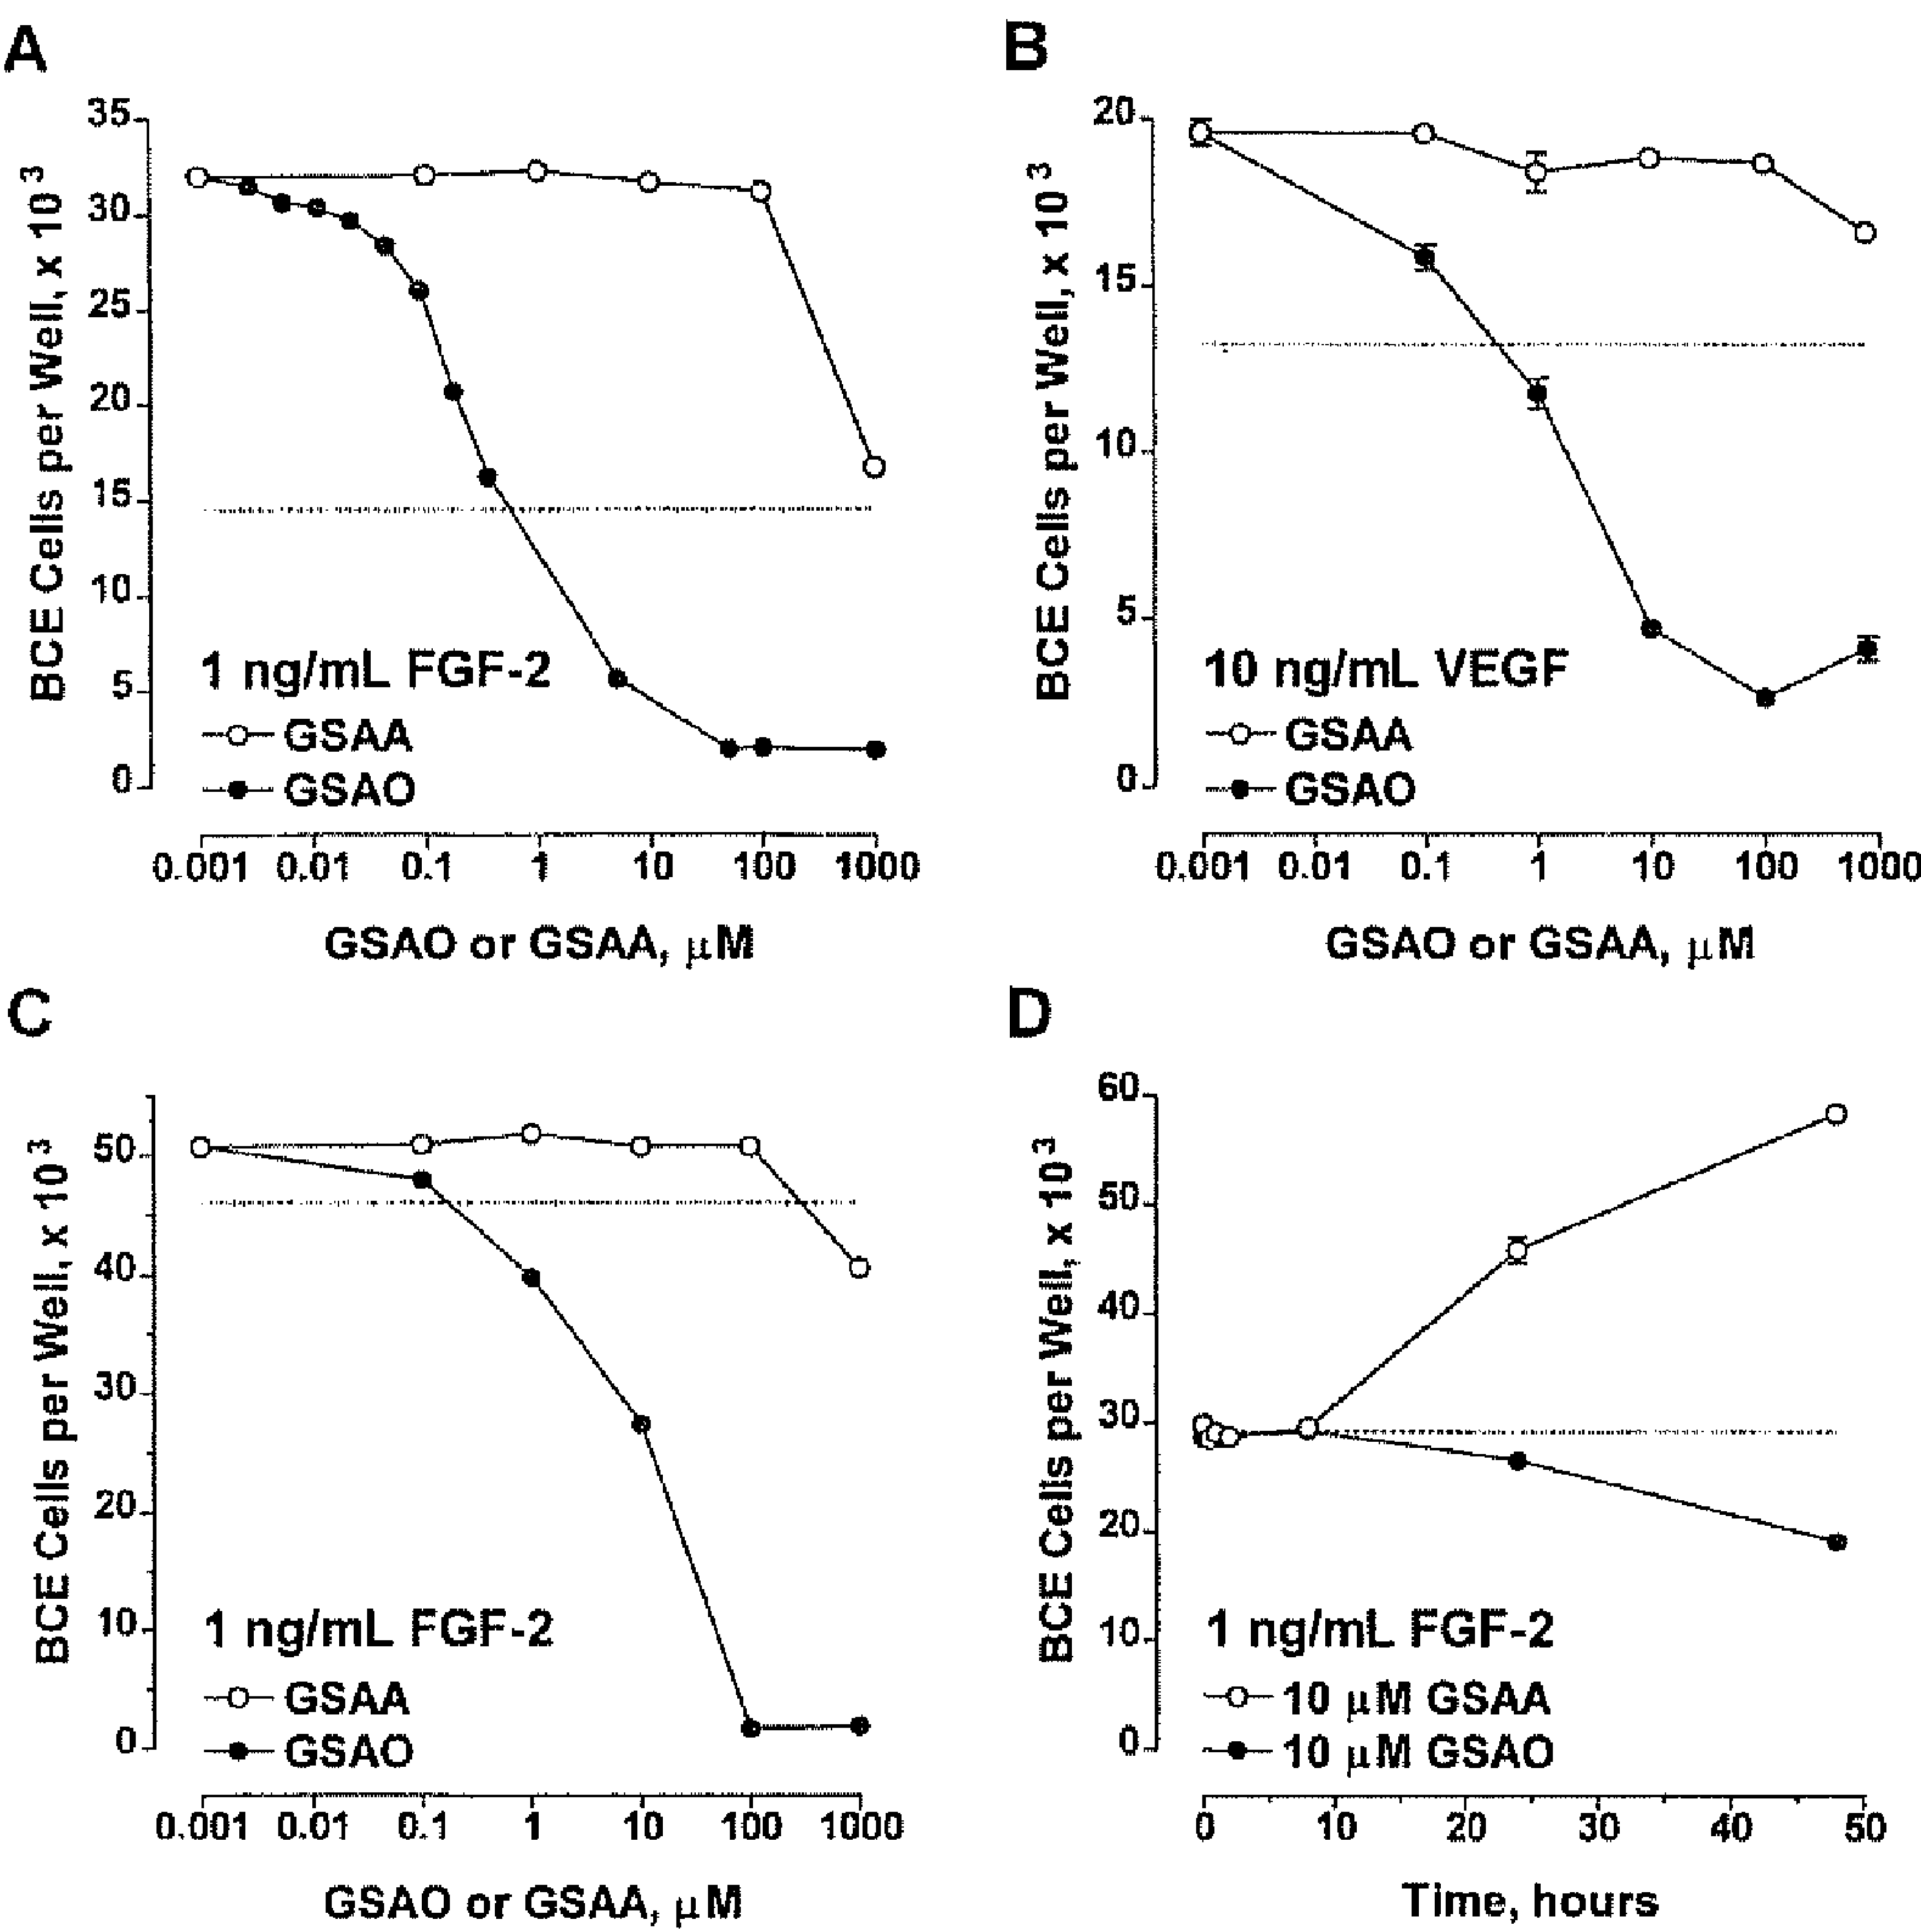 A
BCE Cells per Well, x 10³
35
30
25
20
15
10
5
0
1 ng/mL FGF-2
GSAA
GSAO
0.001 0.01 0.1 1 10 100 1000
GSAO or GSAA, μM
B
BCE Cells per Well, x 10³
20
15
10
5
0
10 ng/mL VEGF
GSAA
GSAO
0.001 0.01 0.1 1 10 100 1000
GSAO or GSAA, μM
C
BCE Cells per Well, x 10³
50
40
30
20
10
0
1 ng/mL FGF-2
GSAA
GSAO
0.001 0.01 0.1 1 10 100 1000
GSAO or GSAA, μM
D
BCE Cells per Well, x 10³
60
50
40
30
20
10
0
1 ng/mL FGF-2
10 μM GSAA
10 μM GSAO
0 10 20 30 40 50
Time, hours